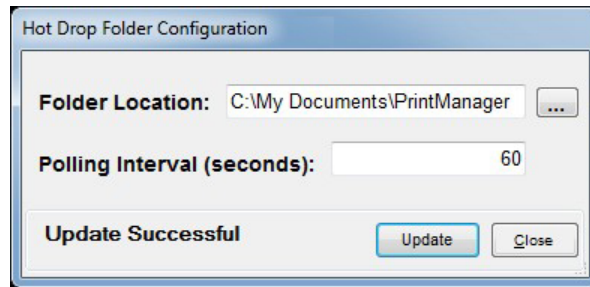 Hot Drop Folder Configuration
Folder Location: C:\My Documents\PrintManager ...
Polling Interval (seconds): 60
Update Successful Update Close